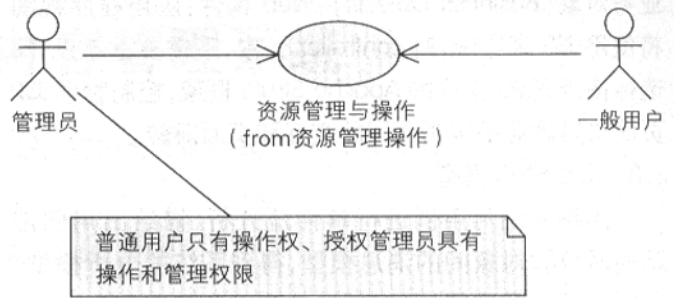 资源管理与操作
管理员
一般用户
（from资源管理操作）
普通用户只有操作权、授权管理员具有
操作和管理权限